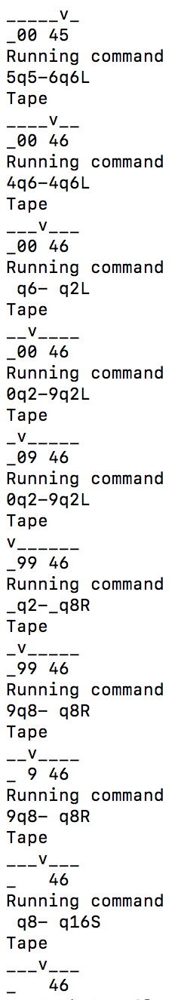 _____v_
_00 45
Running command
5q5-6q6L
Tape
____v__
_00 46
Running command
4q6-4q6L
Tape
___v___
_00 46
Running command
 q6- q2L
Tape
__v____
_00 46
Running command
0q2-9q2L
Tape
_v_____
_09 46
Running command
0q2-9q2L
Tape
v______
_99 46
Running command
_q2-_q8R
Tape
_v_____
_99 46
Running command
9q8- q8R
Tape
__v____
_ 9 46
Running command
9q8- q8R
Tape
___v___
_   46
Running command
 q8- q16S
Tape
___v___
_   46